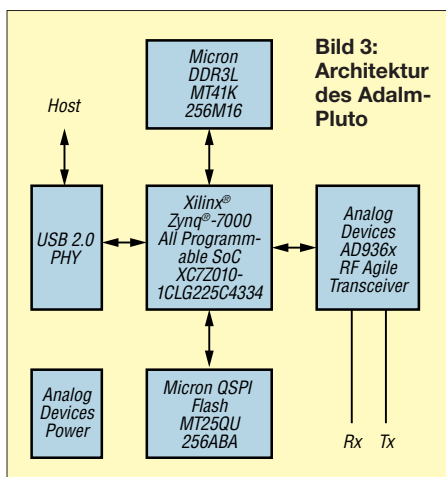 Bild 3:
Architektur
des Adalm-
Pluto
Micron
DDR3L
MT41K
256M16
Host
USB 2.0
PHY
Xilinx®
Zynq®-7000
All Programm-
able SoC
XC7Z010-
1CLG225C4334
Analog
Devices
AD936x
RF Agile
Transceiver
Analog
Devices
Power
Micron QSPI
Flash
MT25QU
256ABA
Rx Tx